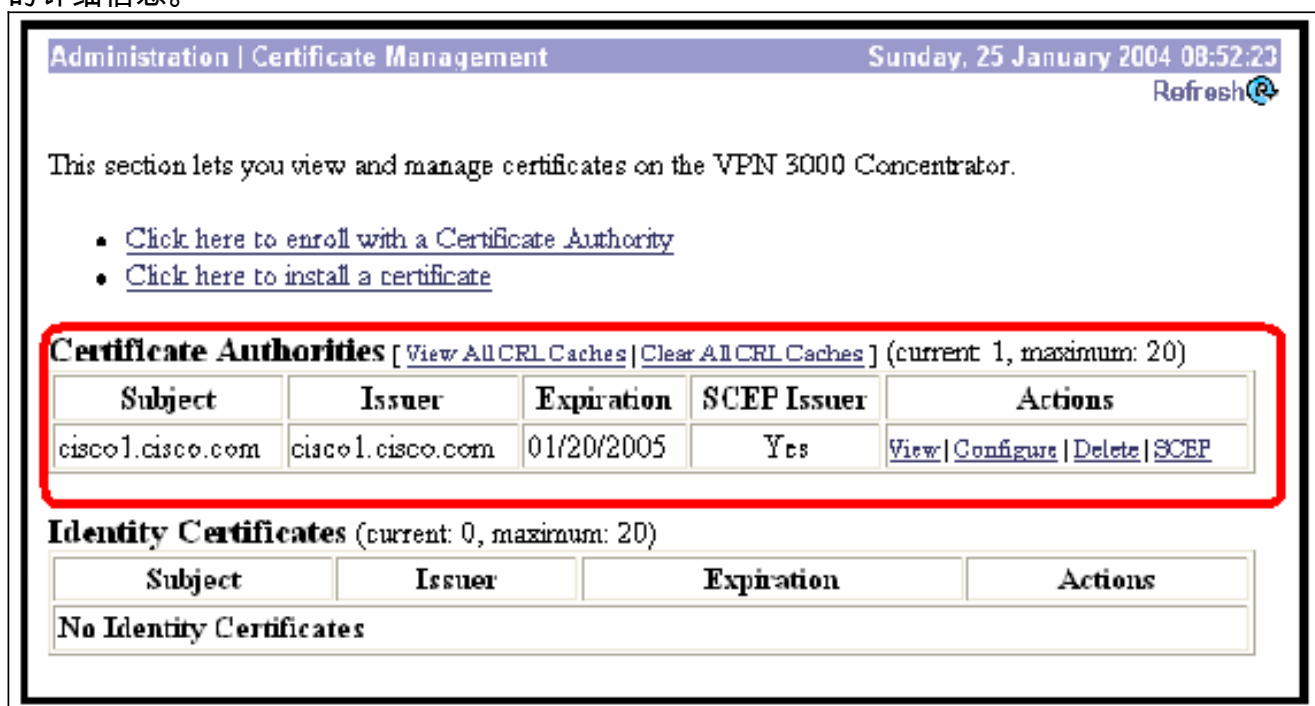 的详细信息。
Administration | Certificate Management Sunday, 25 January 2004 08:52:23
Refresh
This section lets you view and manage certificates on the VPN 3000 Concentrator.
• Click here to enroll with a Certificate Authority
• Click here to install a certificate
Certificate Authorities [ View All CRL Caches | Clear All CRL Caches ] (current: 1, maximum: 20)
Subject Issuer Expiration SCEP Issuer Actions
cisco1.cisco.com cisco1.cisco.com 01/20/2005 Yes View | Configure | Delete | SCEP
Identity Certificates (current: 0, maximum: 20)
Subject Issuer Expiration Actions
No Identity Certificates